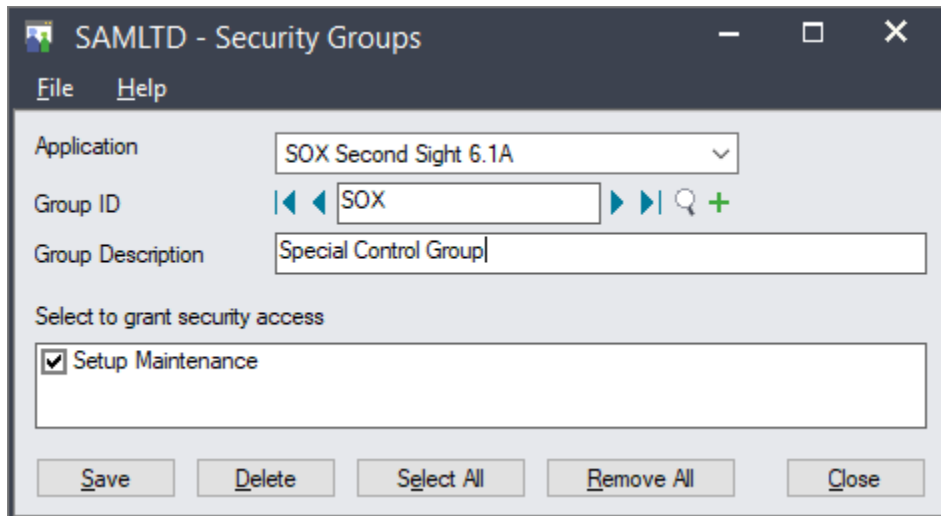 SAMLTD - Security Groups
File Help
Application SOX Second Sight 6.1A
Group ID SOX
Group Description Special Control Group
Select to grant security access
Setup Maintenance
Save Delete Select All Remove All Close